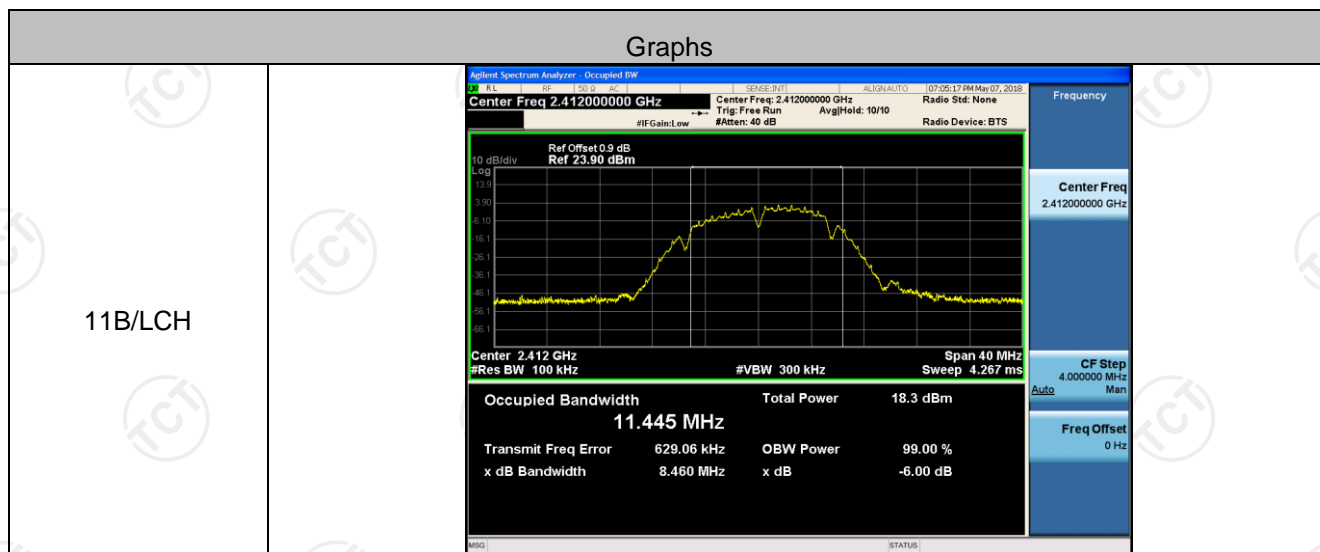 Graphs
11B/LCH
Agilent Spectrum Analyzer - Occupied BW
RL RF 50 Ω AC SENSE:INT ALIGN AUTO 07:05:17 PM May 07, 2018
Center Freq 2.412000000 GHz Center Freq: 2.412000000 GHz Radio Std: None
Trig: Free Run Avg|Hold: 10/10
#IFGain:Low #Atten: 40 dB Radio Device: BTS
Ref Offset 0.9 dB
10 dB/div Ref 23.90 dBm
Log
13.9
3.90
-6.10
-16.1
-26.1
-36.1
-46.1
-56.1
-66.1
Center 2.412 GHz Span 40 MHz
#Res BW 100 kHz #VBW 300 kHz Sweep 4.267 ms
Occupied Bandwidth Total Power 18.3 dBm
11.445 MHz
Transmit Freq Error 629.06 kHz OBW Power 99.00 %
x dB Bandwidth 8.460 MHz x dB -6.00 dB
MSG STATUS
Frequency
Center Freq
2.412000000 GHz
CF Step
4.000000 MHz
Auto Man
Freq Offset
0 Hz
TCT
TCT
TCT
TCT